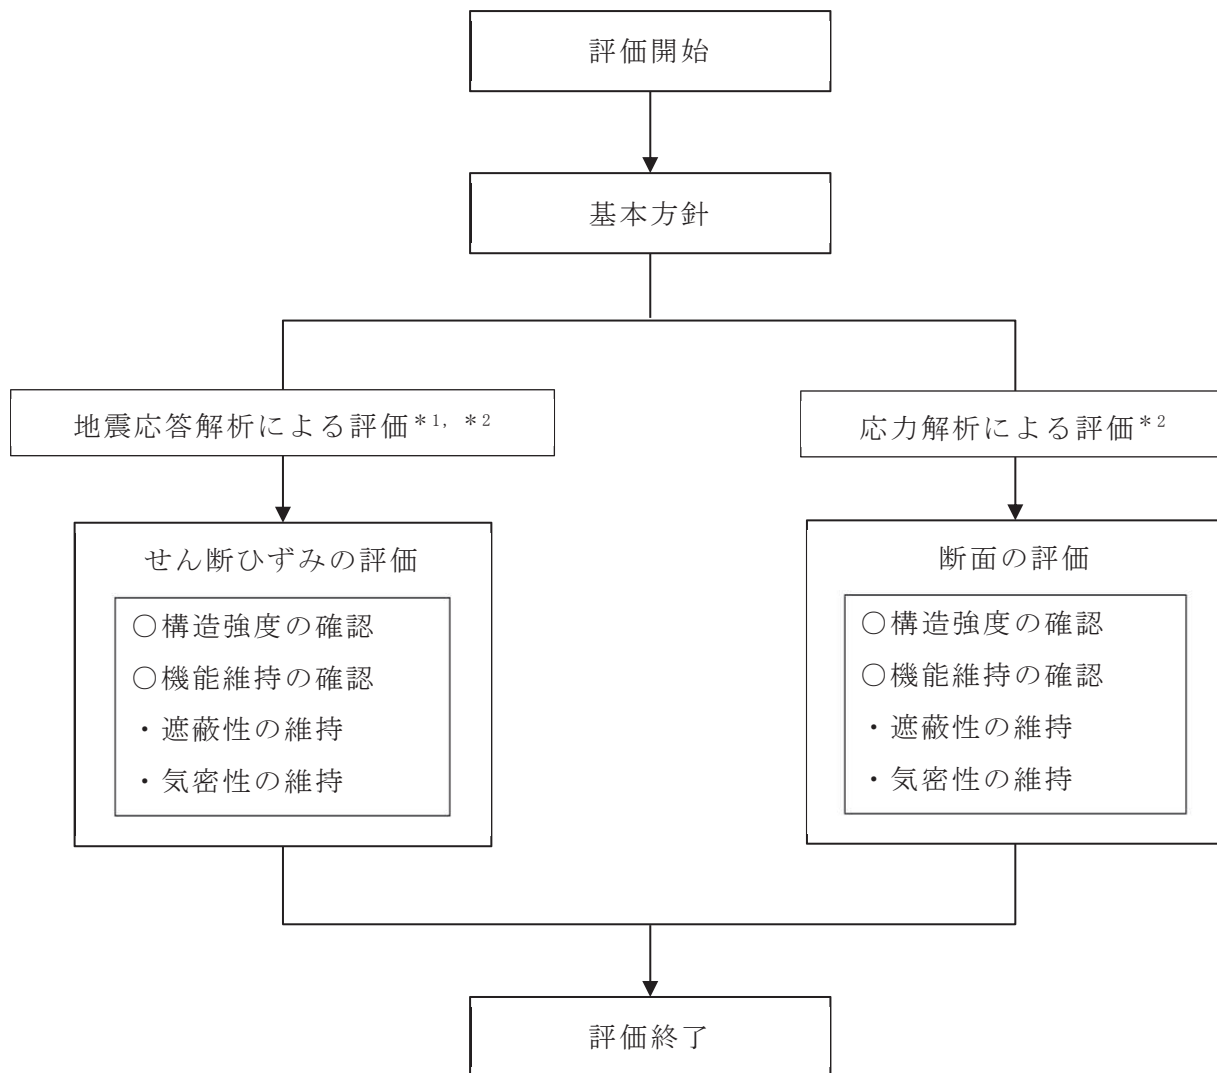 評価開始
基本方針
地震応答解析による評価*1, *2
応力解析による評価*2
せん断ひずみの評価
○構造強度の確認
○機能維持の確認
・遮蔽性の維持
・気密性の維持
断面の評価
○構造強度の確認
○機能維持の確認
・遮蔽性の維持
・気密性の維持
評価終了